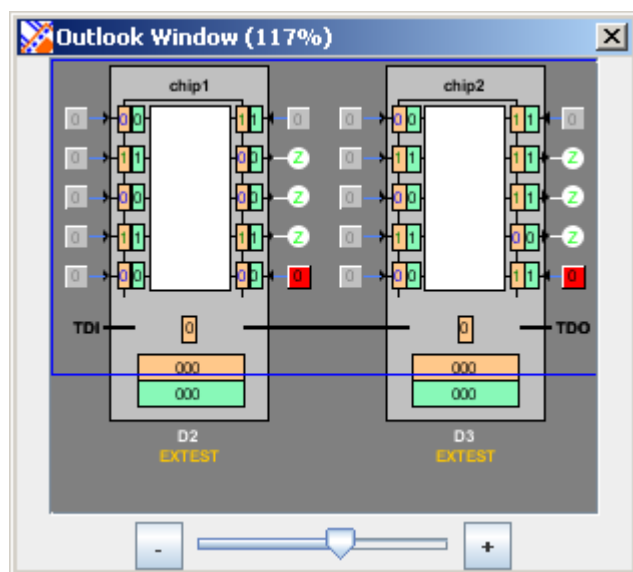 Outlook Window (117%)
chip1 chip2
0 0 0 1 1 0 0 0 0 1 1 0
0 1 1 0 0 Z 0 1 1 1 1 Z
0 0 0 0 0 Z 0 0 0 1 1 Z
0 1 1 1 1 Z 0 1 1 0 0 Z
0 0 0 0 0 0 0 0 0 1 1 0
TDI 0 0 TDO
000 000
000 000
D2 D3
EXTEST EXTEST
- +